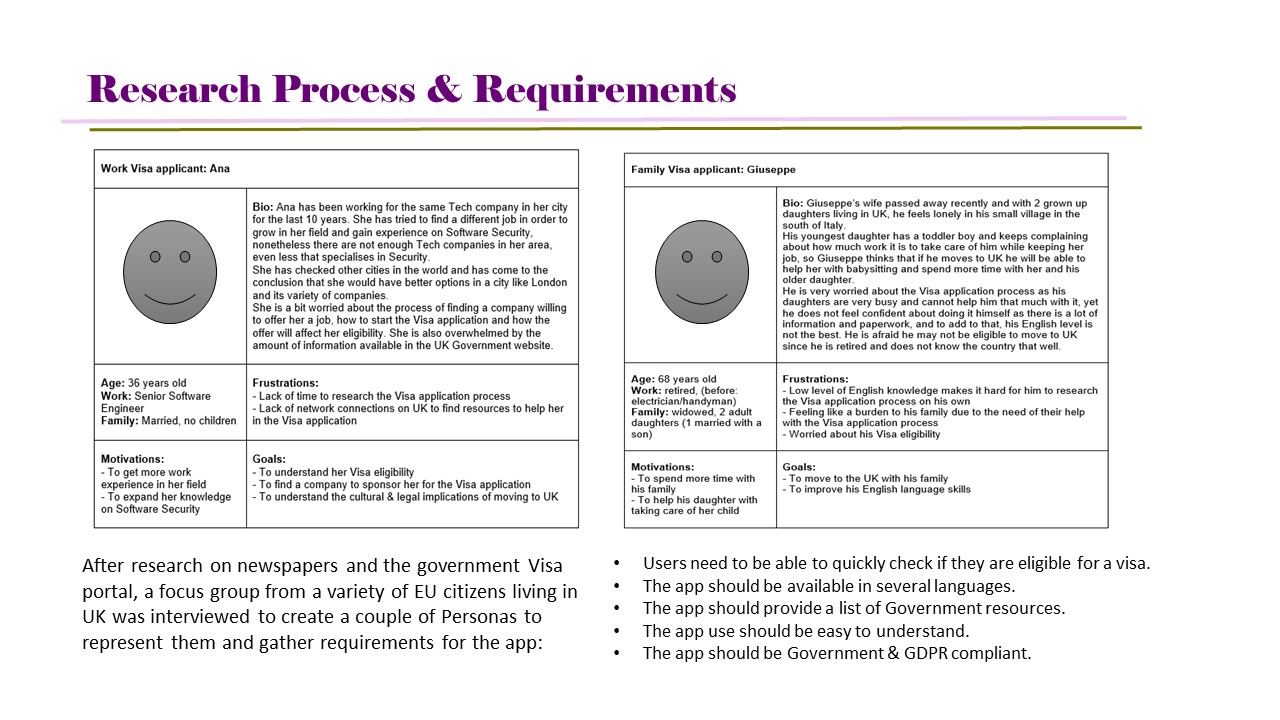 Research Process & Requirements
Work Visa applicant: Ana
Bio: Ana has been working for the same Tech company in her city
for the last 10 years. She has tried to find a different job in order to
grow in her field and gain experience on Software Security,
nonetheless there are not enough Tech companies in her area,
even less that specialises in Security.
She has checked other cities in the world and has come to the
conclusion that she would have better options in a city like London
and its variety of companies.
She is a bit worried about the process of finding a company willing
to offer her a job, how to start the Visa application and how the
offer will affect her eligibility. She is also overwhelmed by the
amount of information available in the UK Government website.
Age: 36 years old
Work: Senior Software
Engineer
Family: Married, no children
Frustrations:
- Lack of time to research the Visa application process
- Lack of network connections on UK to find resources to help her
in the Visa application
Motivations:
- To get more work
experience in her field
- To expand her knowledge
on Software Security
Goals:
- To understand her Visa eligibility
- To find a company to sponsor her for the Visa application
- To understand the cultural & legal implications of moving to UK
Family Visa applicant: Giuseppe
Bio: Giuseppe's wife passed away recently and with 2 grown up
daughters living in UK, he feels lonely in his small village in the
south of Italy.
His youngest daughter has a toddler boy and keeps complaining
about how much work it is to take care of him while keeping her
job, so Giuseppe thinks that if he moves to UK he will be able to
help her with babysitting and spend more time with her and his
older daughter.
He is very worried about the Visa application process as his
daughters are very busy and cannot help him that much with it, yet
he does not feel confident about doing it himself as there is a lot of
information and paperwork, and to add to that, his English level is
not the best. He is afraid he may not be eligible to move to UK
since he is retired and does not know the country that well.
Age: 68 years old
Work: retired, (before:
electrician/handyman)
Family: widowed, 2 adult
daughters (1 married with a
son)
Frustrations:
- Low level of English knowledge makes it hard for him to research
the Visa application process on his own
- Feeling like a burden to his family due to the need of their help
with the Visa application process
- Worried about his Visa eligibility
Motivations:
- To spend more time with
his family
- To help his daughter with
taking care of her child
Goals:
- To move to the UK with his family
- To improve his English language skills
After research on newspapers and the government Visa
portal, a focus group from a variety of EU citizens living in
UK was interviewed to create a couple of Personas to
represent them and gather requirements for the app:
• Users need to be able to quickly check if they are eligible for a visa.
• The app should be available in several languages.
• The app should provide a list of Government resources.
• The app use should be easy to understand.
• The app should be Government & GDPR compliant.